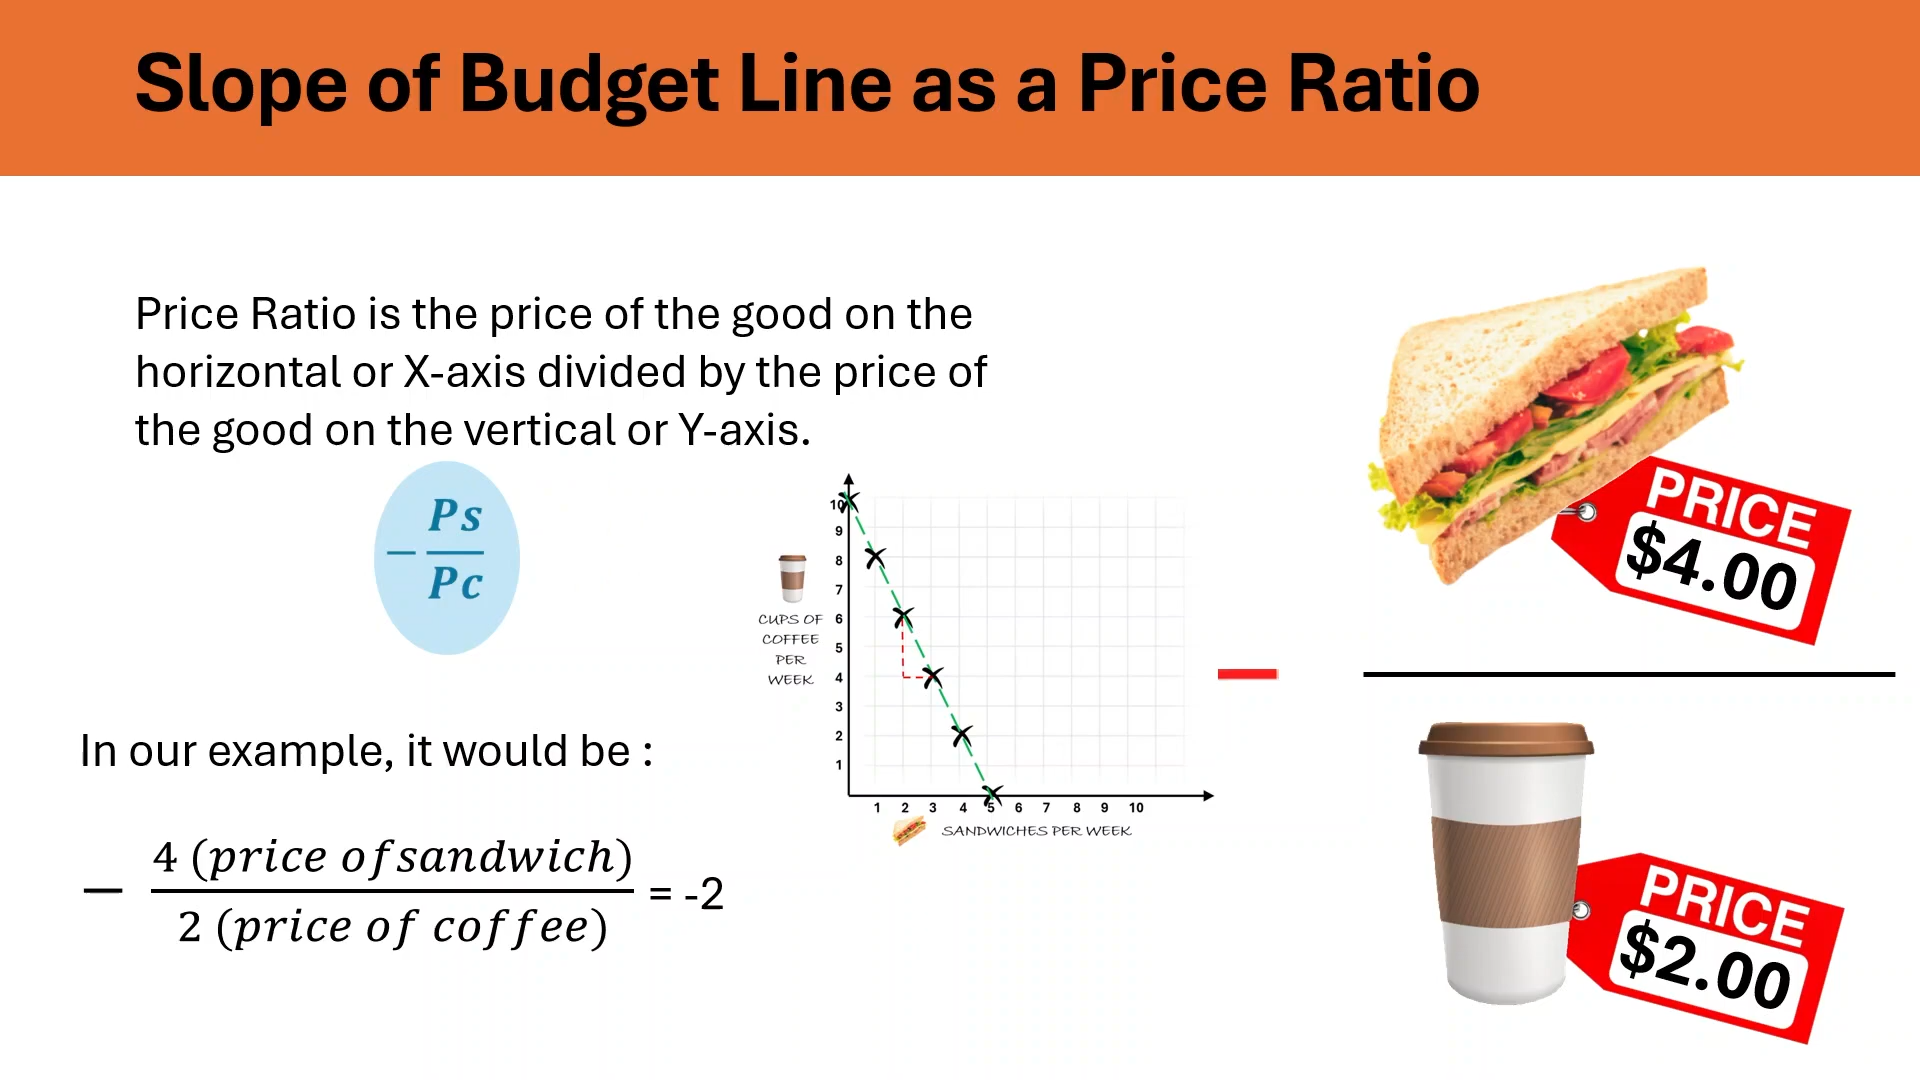 Slope of Budget Line as a Price Ratio
Price Ratio is the price of the good on the
horizontal or X-axis divided by the price of
the good on the vertical or Y-axis.
− Ps
Pc
In our example, it would be :
− 4 (price ofsandwich)
2 (price of coffee)
= -2
10
9
8
7
6
5
4
3
2
1
CUPS OF
COFFEE
PER
WEEK
1 2 3 4 5 6 7 8 9 10
SANDWICHES PER WEEK
PRICE
$4.00
PRICE
$2.00